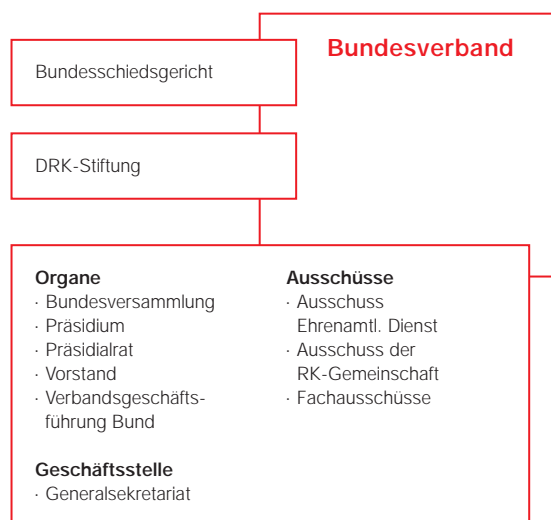 Bundesverband
Bundesschiedsgericht
DRK-Stiftung
Organe
· Bundesversammlung
· Präsidium
· Präsidialrat
· Vorstand
· Verbandsgeschäfts-
führung Bund
Geschäftsstelle
· Generalsekretariat
Ausschüsse
· Ausschuss
Ehrenamtl. Dienst
· Ausschuss der
RK-Gemeinschaft
· Fachausschüsse